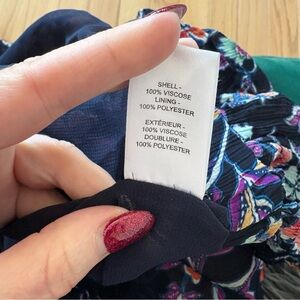 SHELL -
100% VISCOSE
LINING -
100% POLYESTER
EXTÉRIEUR -
100% VISCOSE
DOUBLURE -
100% POLYESTER